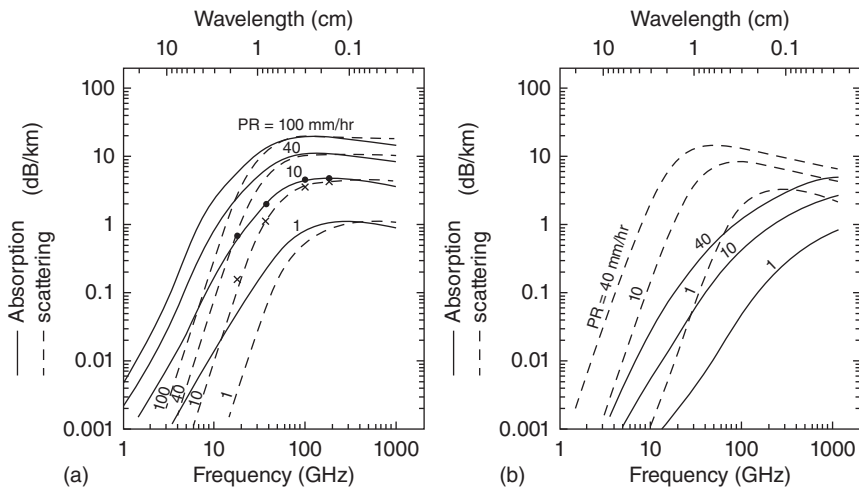 Wavelength (cm)
10 1 0.1
100
10
1
0.1
0.01
0.001
Absorption (dB/km)
scattering
PR = 100 mm/hr
40
10
1
100
40
10
1
1 10 100 1000
(a) Frequency (GHz)
Wavelength (cm)
10 1 0.1
100
10
1
0.1
0.01
0.001
Absorption (dB/km)
scattering
PR = 40 mm/hr
10
1
40
10
1
1 10 100 1000
(b) Frequency (GHz)